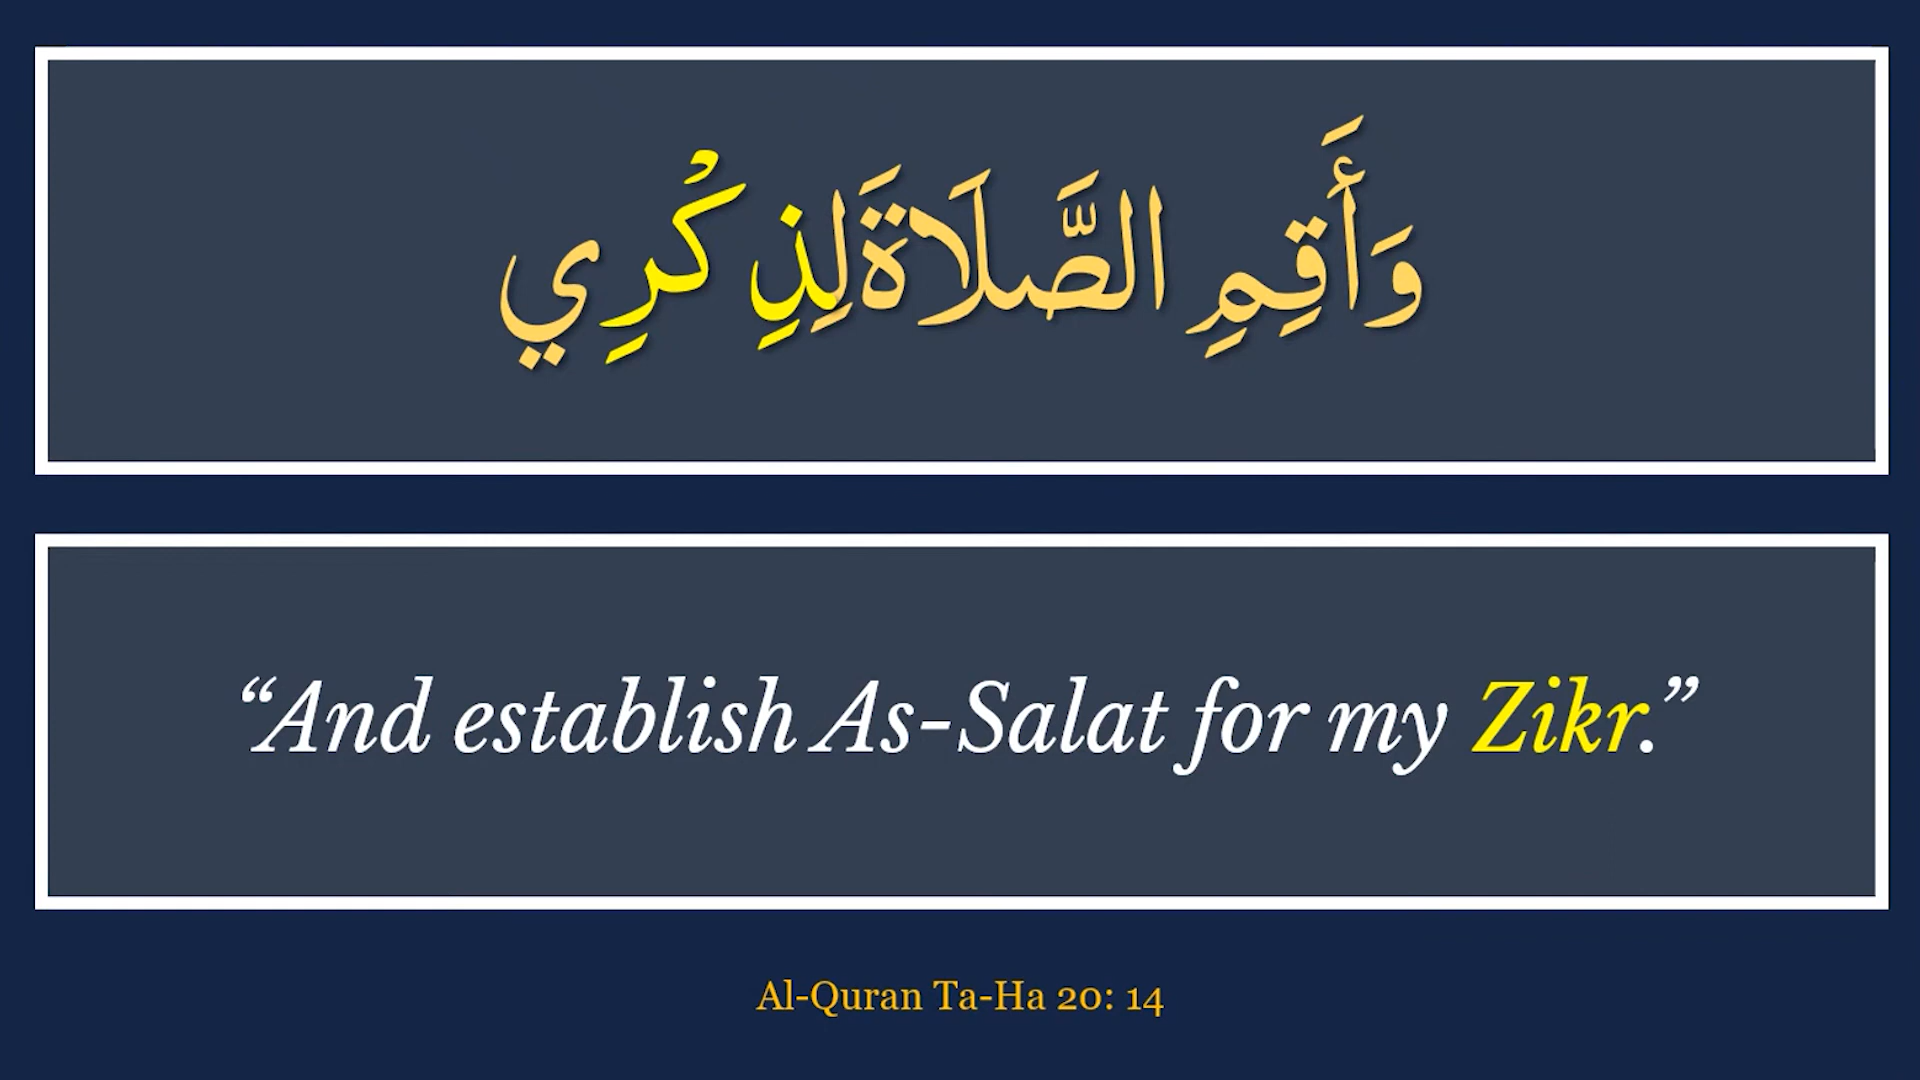 وَأَقِمِ الصَّلَاةَلِذِكْرِي
“And establish As-Salat for my Zikr.”
Al-Quran Ta-Ha 20: 14